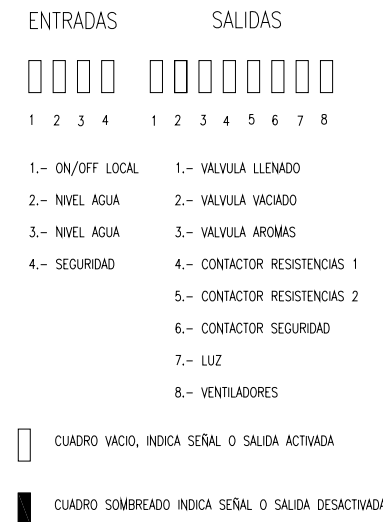 ENTRADAS SALIDAS
1 2 3 4 1 2 3 4 5 6 7 8
1.- ON/OFF LOCAL 1.- VALVULA LLENADO
2.- NIVEL AGUA 2.- VALVULA VACIADO
3.- NIVEL AGUA 3.- VALVULA AROMAS
4.- SEGURIDAD 4.- CONTACTOR RESISTENCIAS 1
5.- CONTACTOR RESISTENCIAS 2
6.- CONTACTOR SEGURIDAD
7.- LUZ
8.- VENTILADORES
CUADRO VACIO, INDICA SEÑAL O SALIDA ACTIVADA
CUADRO SOMBREADO INDICA SEÑAL O SALIDA DESACTIVADA